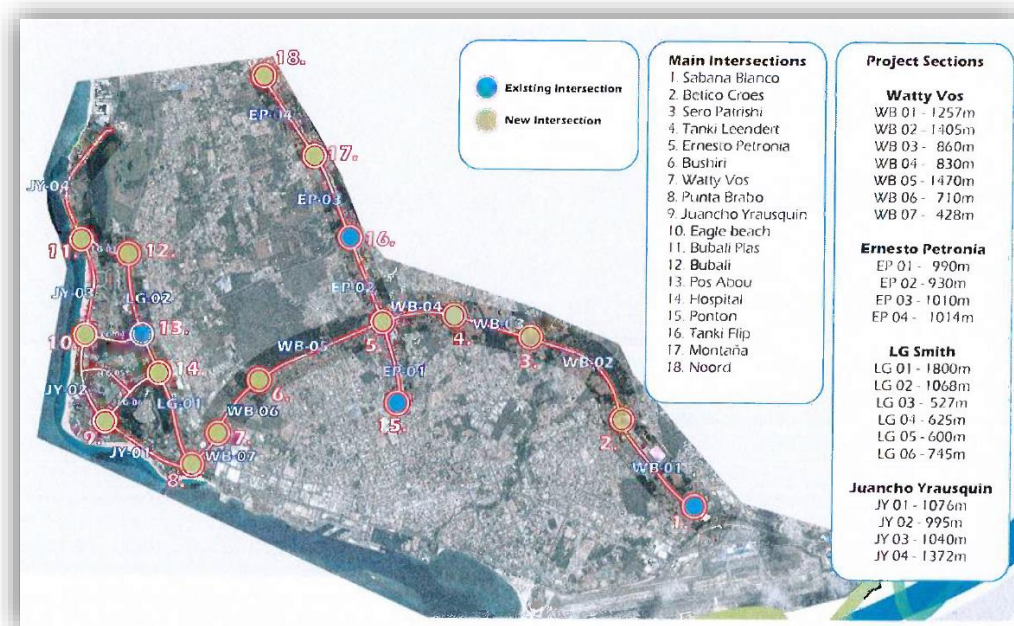 18.
EP-04
17.
EP-03
16.
JY-04
11.
12.
EP-02
JY-03
LG-02
WB-04
10.
13.
5.
4.
WB-03
3.
WB-05
WB-02
14.
JY-02
EP-01
6.
LG-01
WB-06
15.
9.
7.
2.
JY-01
WB-07
8.
WB-01
1.
Existing Intersection
New Intersection
Main Intersections
1. Sabana Blanco
2. Betico Croes
3 Sero Patrishi
4. Tanki Leendert
5. Ernesto Petronia
6. Bushiri
7. Watty Vos
8. Punta Brabo
9. Juancho Yrausquin
10. Eagle beach
11. Bubali Plas
12. Bubali
13. Pos Abou
14. Hospital
15. Ponton
16. Tanki Flip
17. Montaña
18. Noord
Project Sections
Watty Vos
WB 01 - 1257m
WB 02 - 1405m
WB 03 - 860m
WB 04 - 830m
WB 05 - 1470m
WB 06 - 710m
WB 07 - 428m
Ernesto Petronia
EP 01 - 990m
EP 02 - 930m
EP 03 - 1010m
EP 04 - 1014m
LG Smith
LG 01 - 1800m
LG 02 - 1068m
LG 03 - 527m
LG 04 - 625m
LG 05 - 600m
LG 06 - 745m
Juancho Yrausquin
JY 01 - 1076m
JY 02 - 995m
JY 03 - 1040m
JY 04 - 1372m